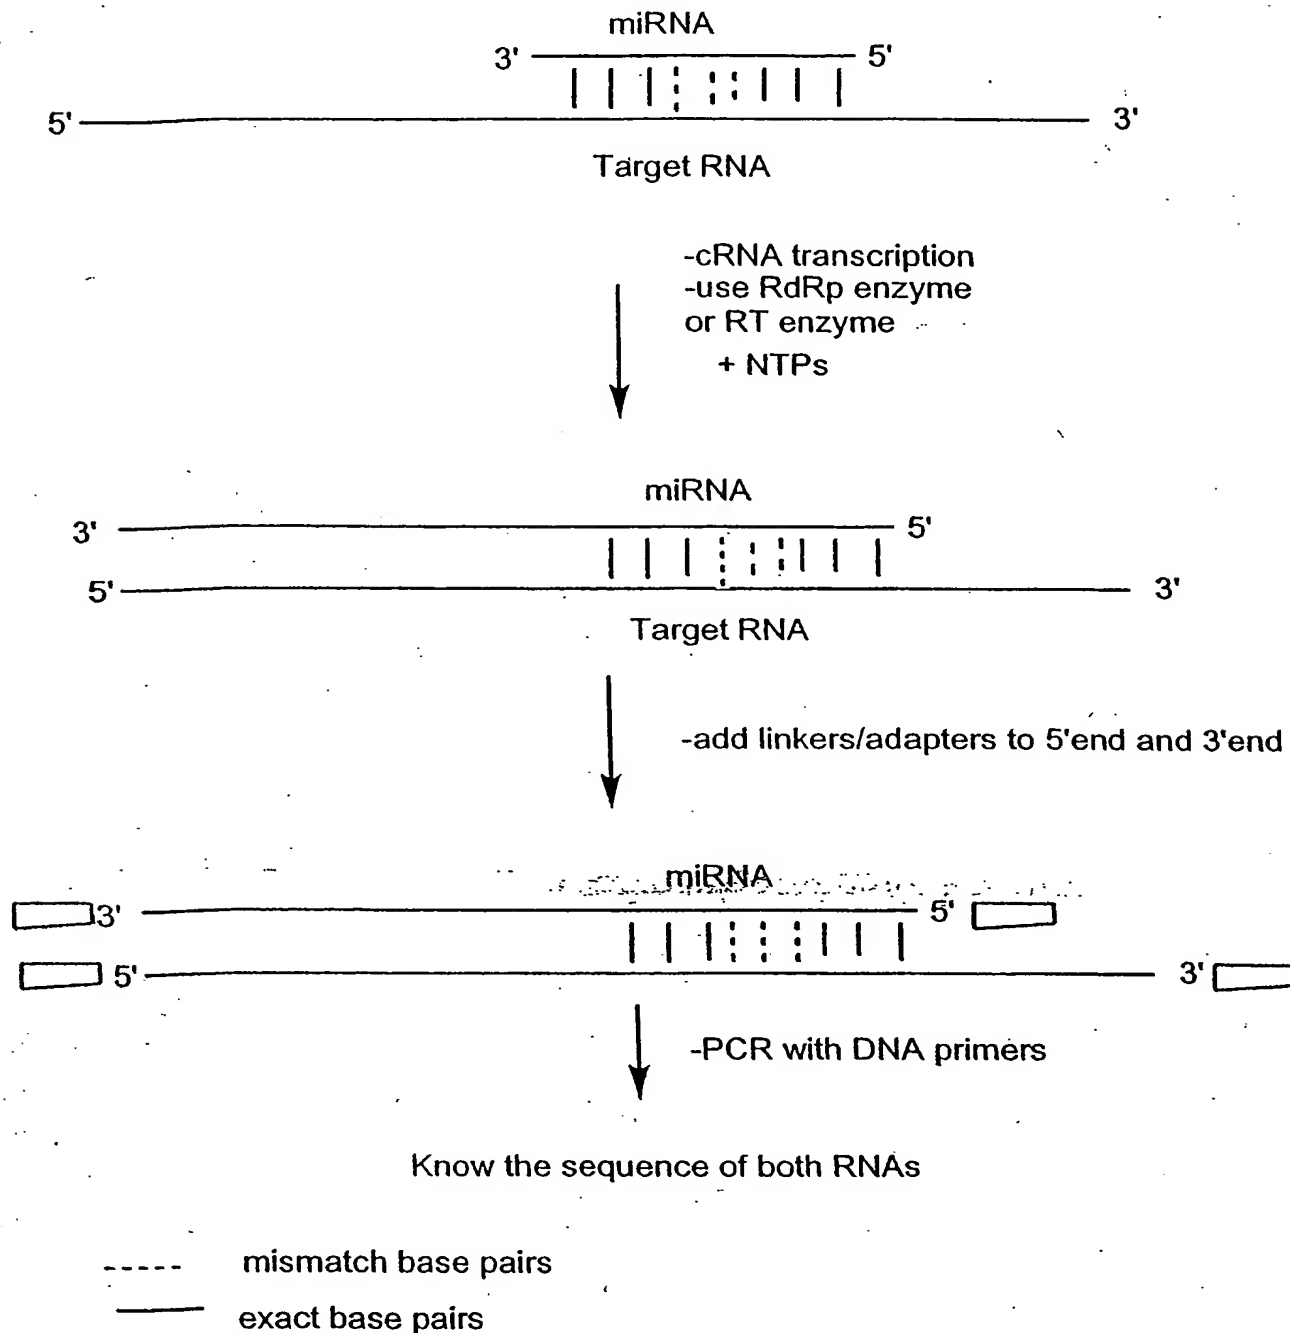 miRNA
3' 5'
5' 3'
Target RNA
-cRNA transcription
-use RdRp enzyme
or RT enzyme
+ NTPs
miRNA
3' 5'
5' 3'
Target RNA
-add linkers/adapters to 5'end and 3'end
miRNA
3' 5'
5' 3'
-PCR with DNA primers
Know the sequence of both RNAs
mismatch base pairs
exact base pairs